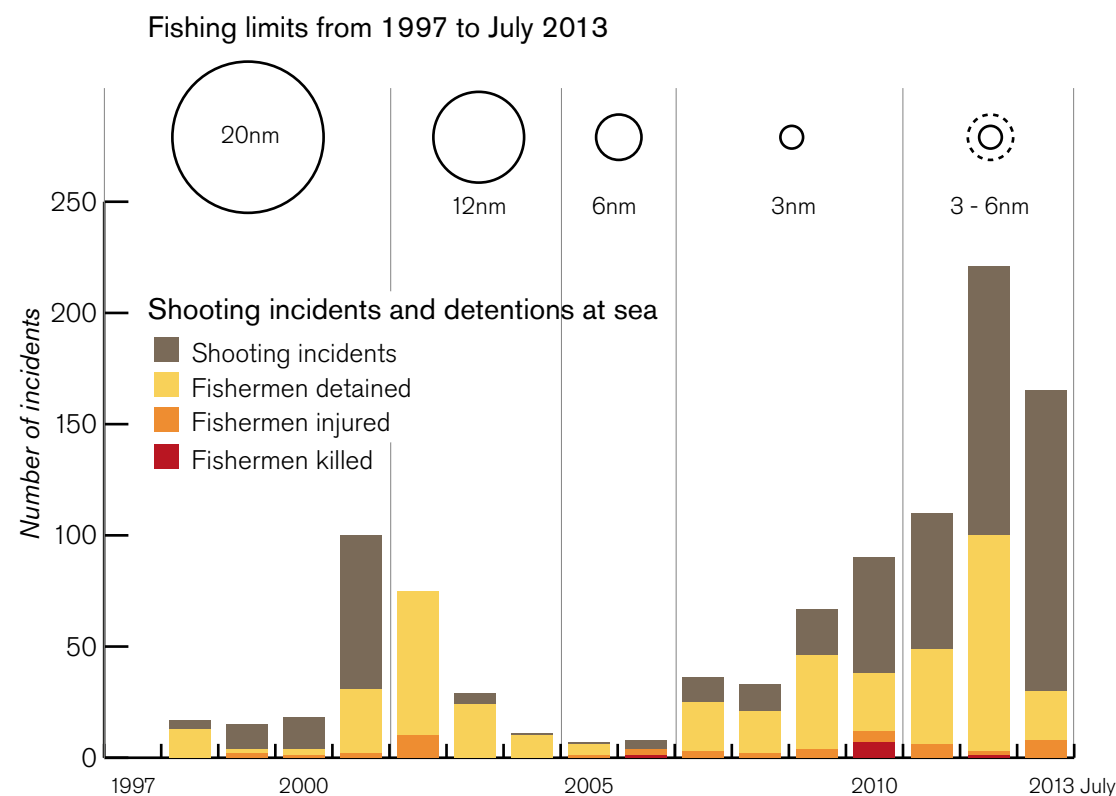 Fishing limits from 1997 to July 2013
20nm
12nm
6nm
3nm
3 - 6nm
250
200
150
100
50
0
Number of incidents
Shooting incidents and detentions at sea
Shooting incidents
Fishermen detained
Fishermen injured
Fishermen killed
1997
2000
2005
2010
2013 July